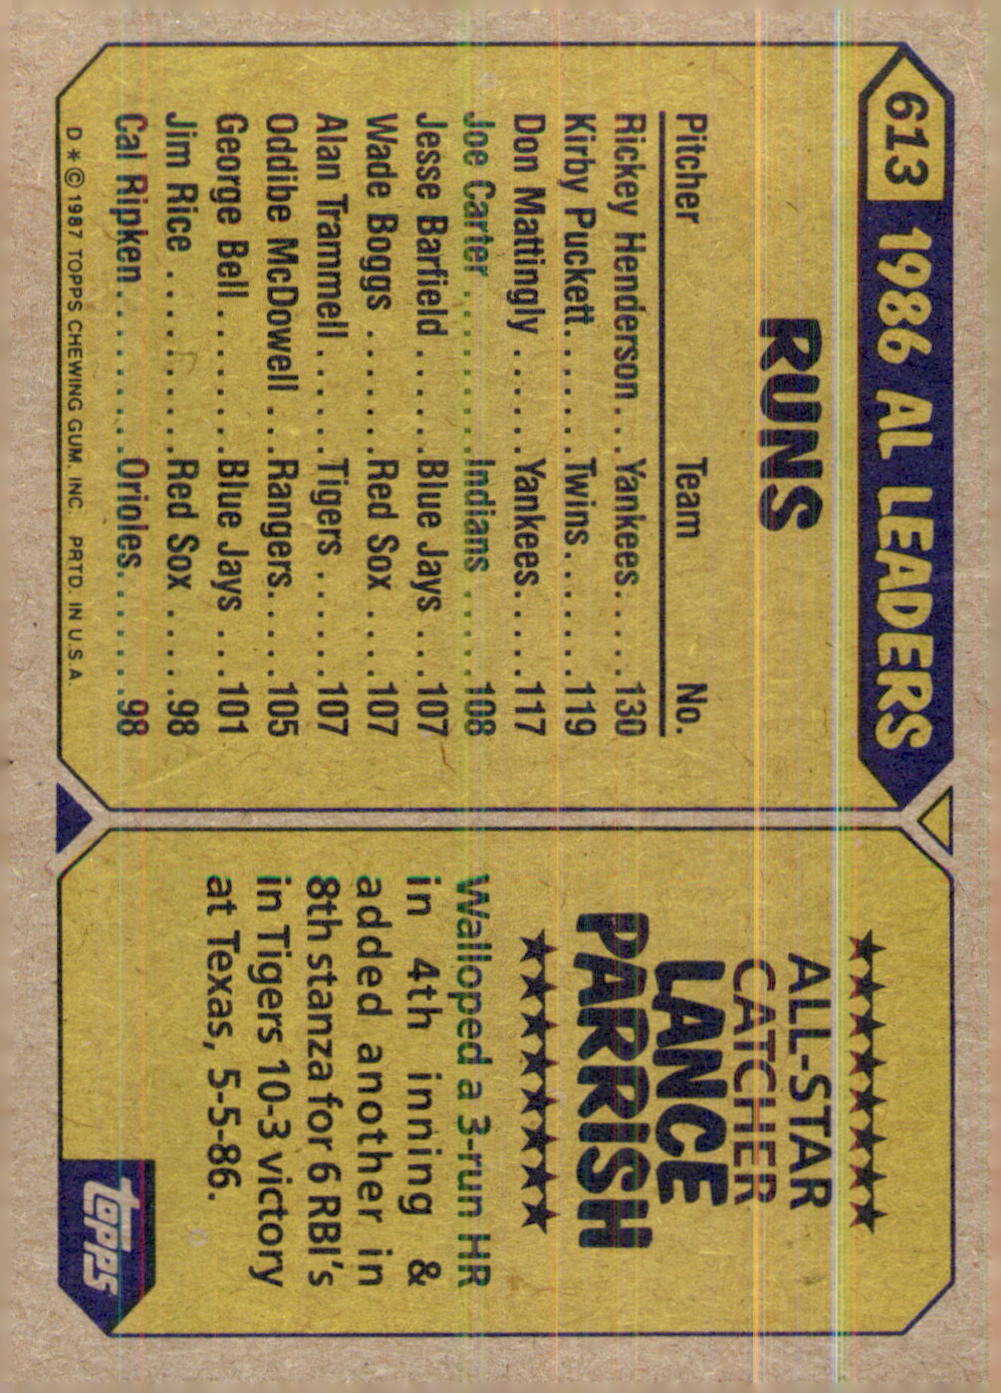 613 1986 AL LEADERS
RUNS
Pitcher Team No.
Rickey Henderson . . Yankees. . . . 130
Kirby Puckett. . . . . . . Twins. . . . . . . 119
Don Mattingly . . . . . . Yankees. . . . . 117
Joe Carter . . . . . . . . . . Indians . . . . . . 108
Jesse Barfield . . . . . Blue Jays . . . 107
Wade Boggs . . . . . . . Red Sox . . . . 107
Alan Trammell . . . . . . Tigers . . . . . . 107
Oddibe McDowell . . . Rangers. . . . . 105
George Bell . . . . . . . . Blue Jays . . . 101
Jim Rice . . . . . . . . . . . Red Sox . . . . . 98
Cal Ripken. . . . . . . . . . Orioles. . . . . . . 98
D * © 1987 TOPPS CHEWING GUM, INC. PRTD. IN U.S.A.
ALL-STAR
CATCHER
LANCE
PARRISH
Walloped a 3-run HR
in 4th inning &
added another in
8th stanza for 6 RBI's
in Tigers 10-3 victory
at Texas, 5-5-86.
topps